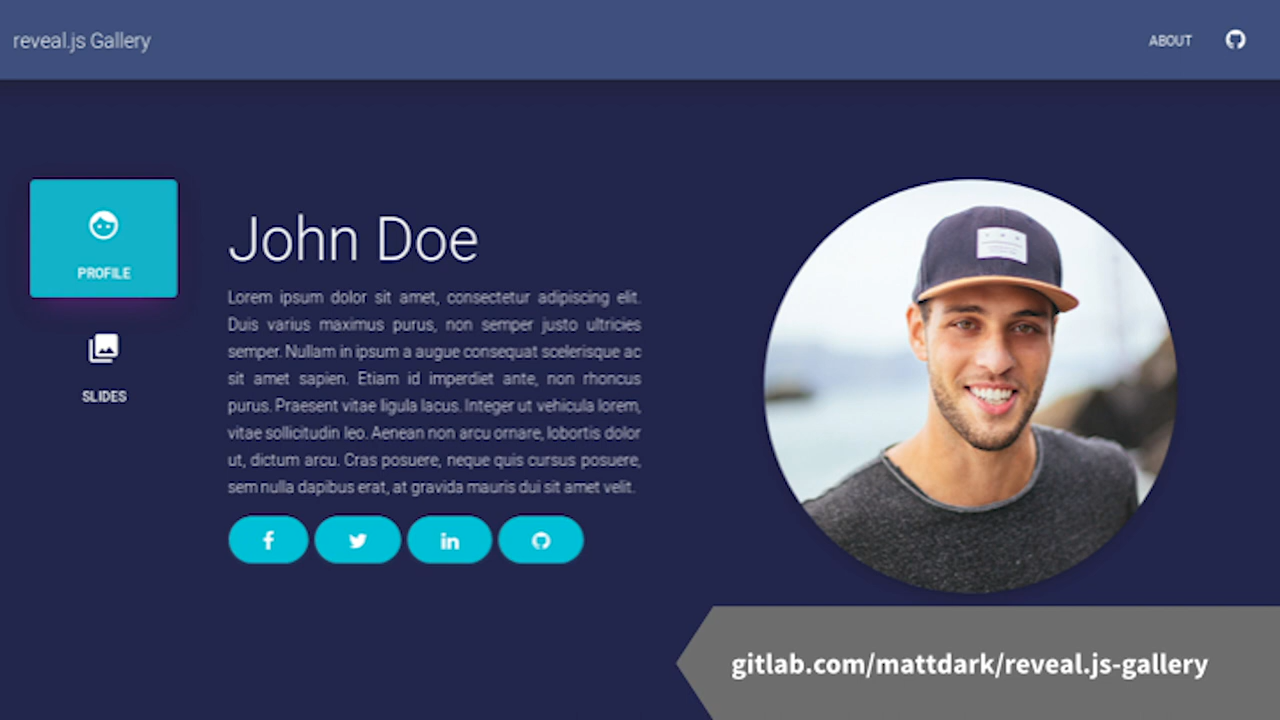 reveal.js Gallery
ABOUT
PROFILE
SLIDES
John Doe
Lorem ipsum dolor sit amet, consectetur adipiscing elit.
Duis varius maximus purus, non semper justo ultricies
semper. Nullam in ipsum a augue consequat scelerisque ac
sit amet sapien. Etiam id imperdiet ante, non rhoncus
purus. Praesent vitae ligula lacus. Integer ut vehicula lorem,
vitae sollicitudin leo. Aenean non arcu ornare, lobortis dolor
ut, dictum arcu. Cras posuere, neque quis cursus posuere,
sem nulla dapibus erat, at gravida mauris dui sit amet velit.
gitlab.com/mattdark/reveal.js-gallery